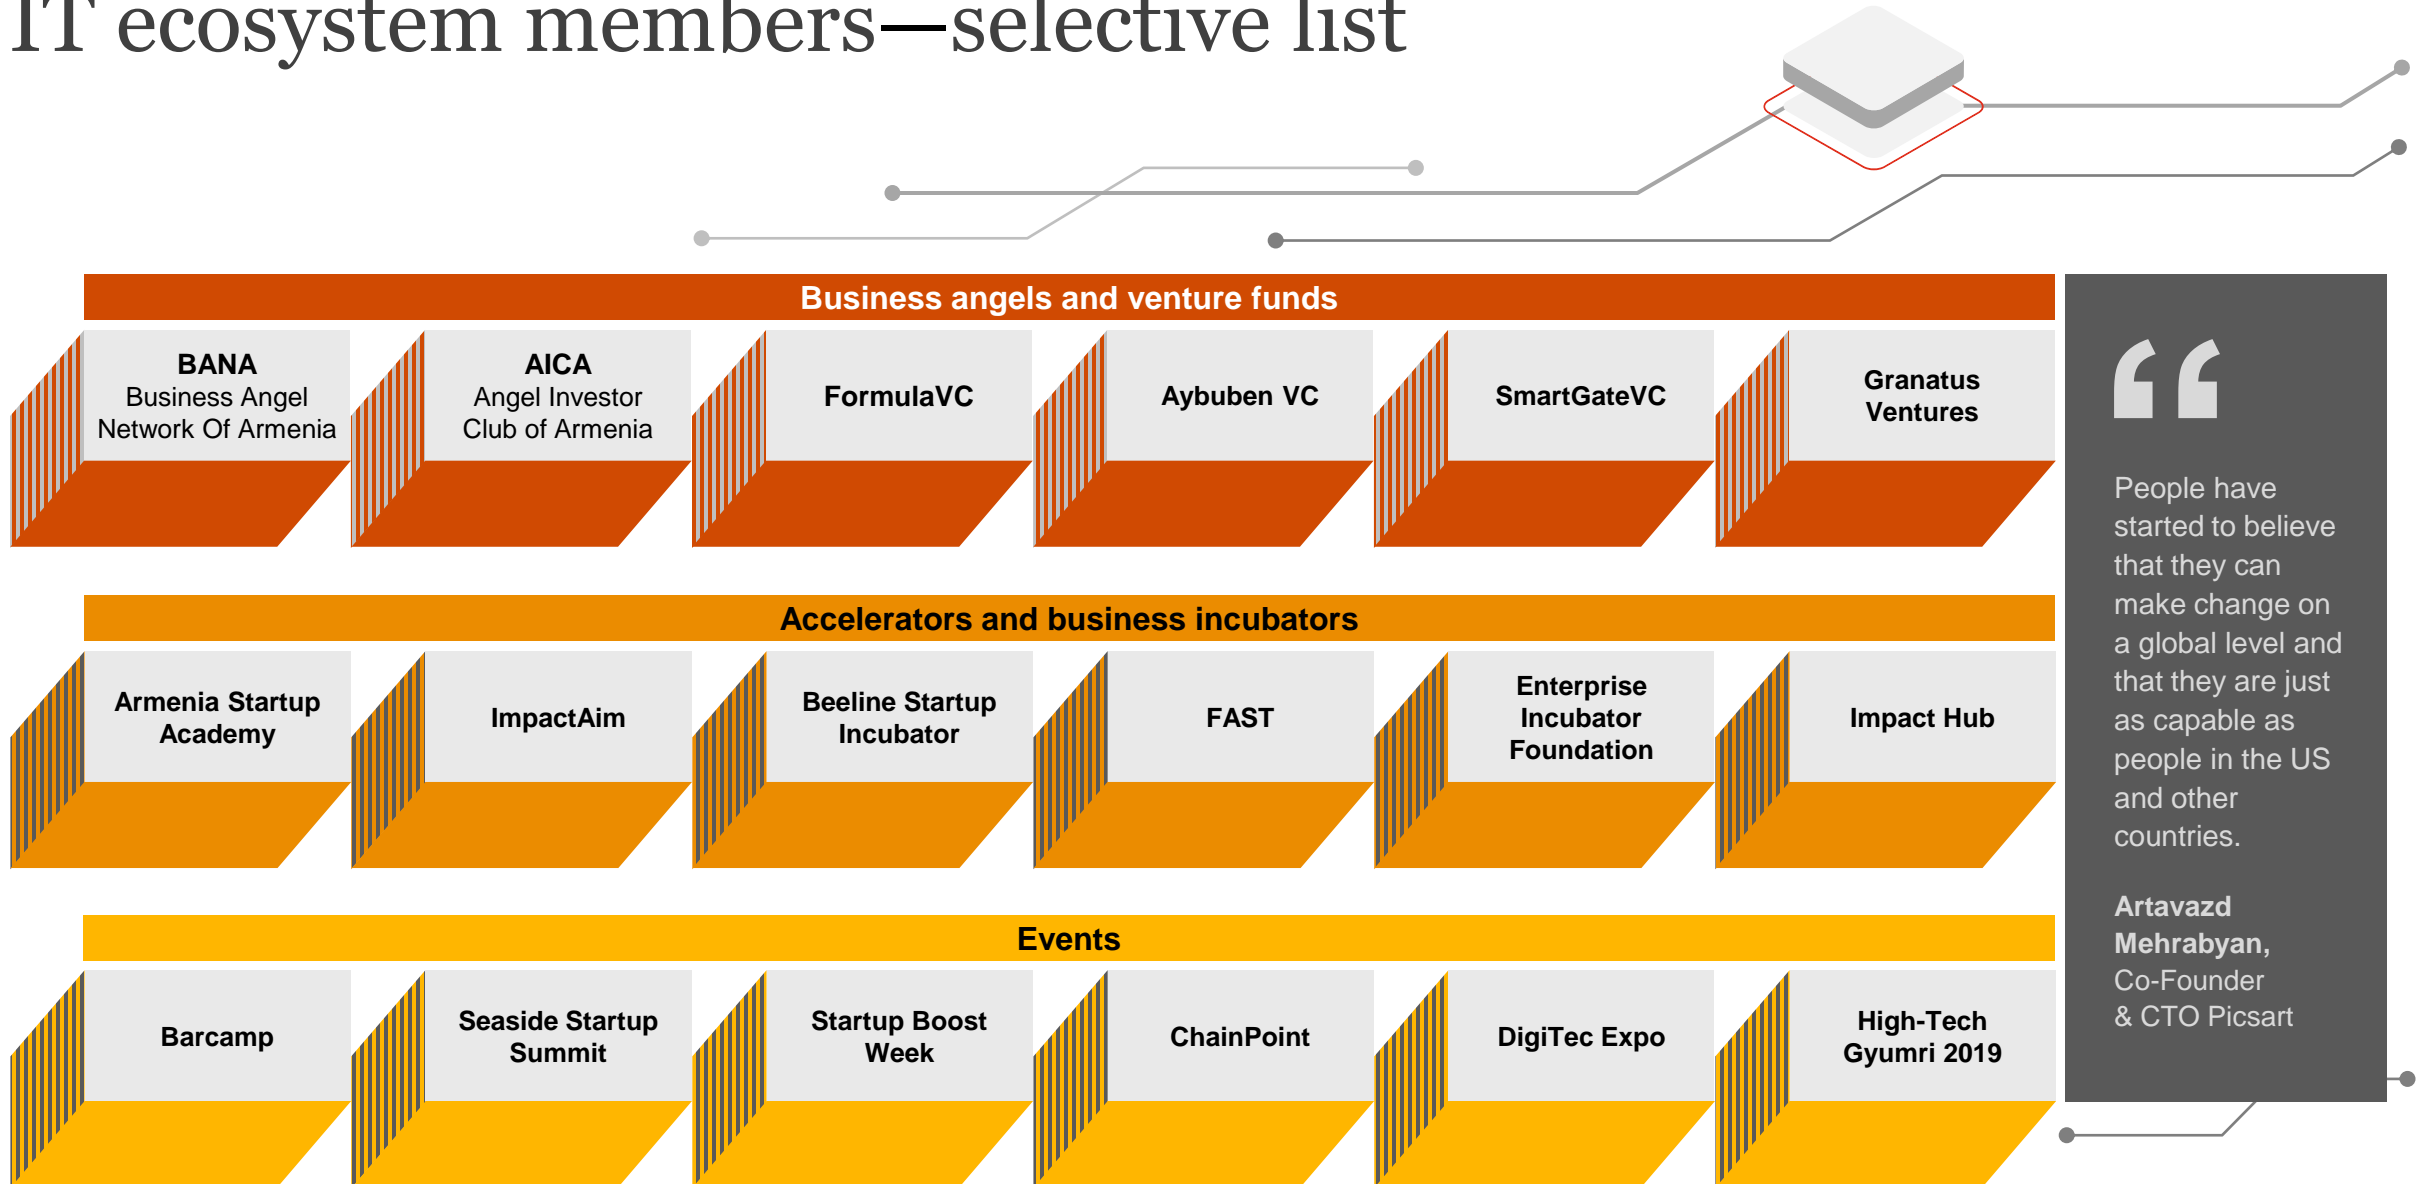 IT ecosystem members—selective list
Business angels and venture funds
BANA
Business Angel
Network Of Armenia
AICA
Angel Investor
Club of Armenia
FormulaVC
Aybuben VC
SmartGateVC
Granatus
Ventures
Accelerators and business incubators
Armenia Startup
Academy
ImpactAim
Beeline Startup
Incubator
FAST
Enterprise
Incubator
Foundation
Impact Hub
Events
Barcamp
Seaside Startup
Summit
Startup Boost
Week
ChainPoint
DigiTec Expo
High-Tech
Gyumri 2019
“
People have
started to believe
that they can
make change on
a global level and
that they are just
as capable as
people in the US
and other
countries.
Artavazd
Mehrabyan,
Co-Founder
& CTO Picsart